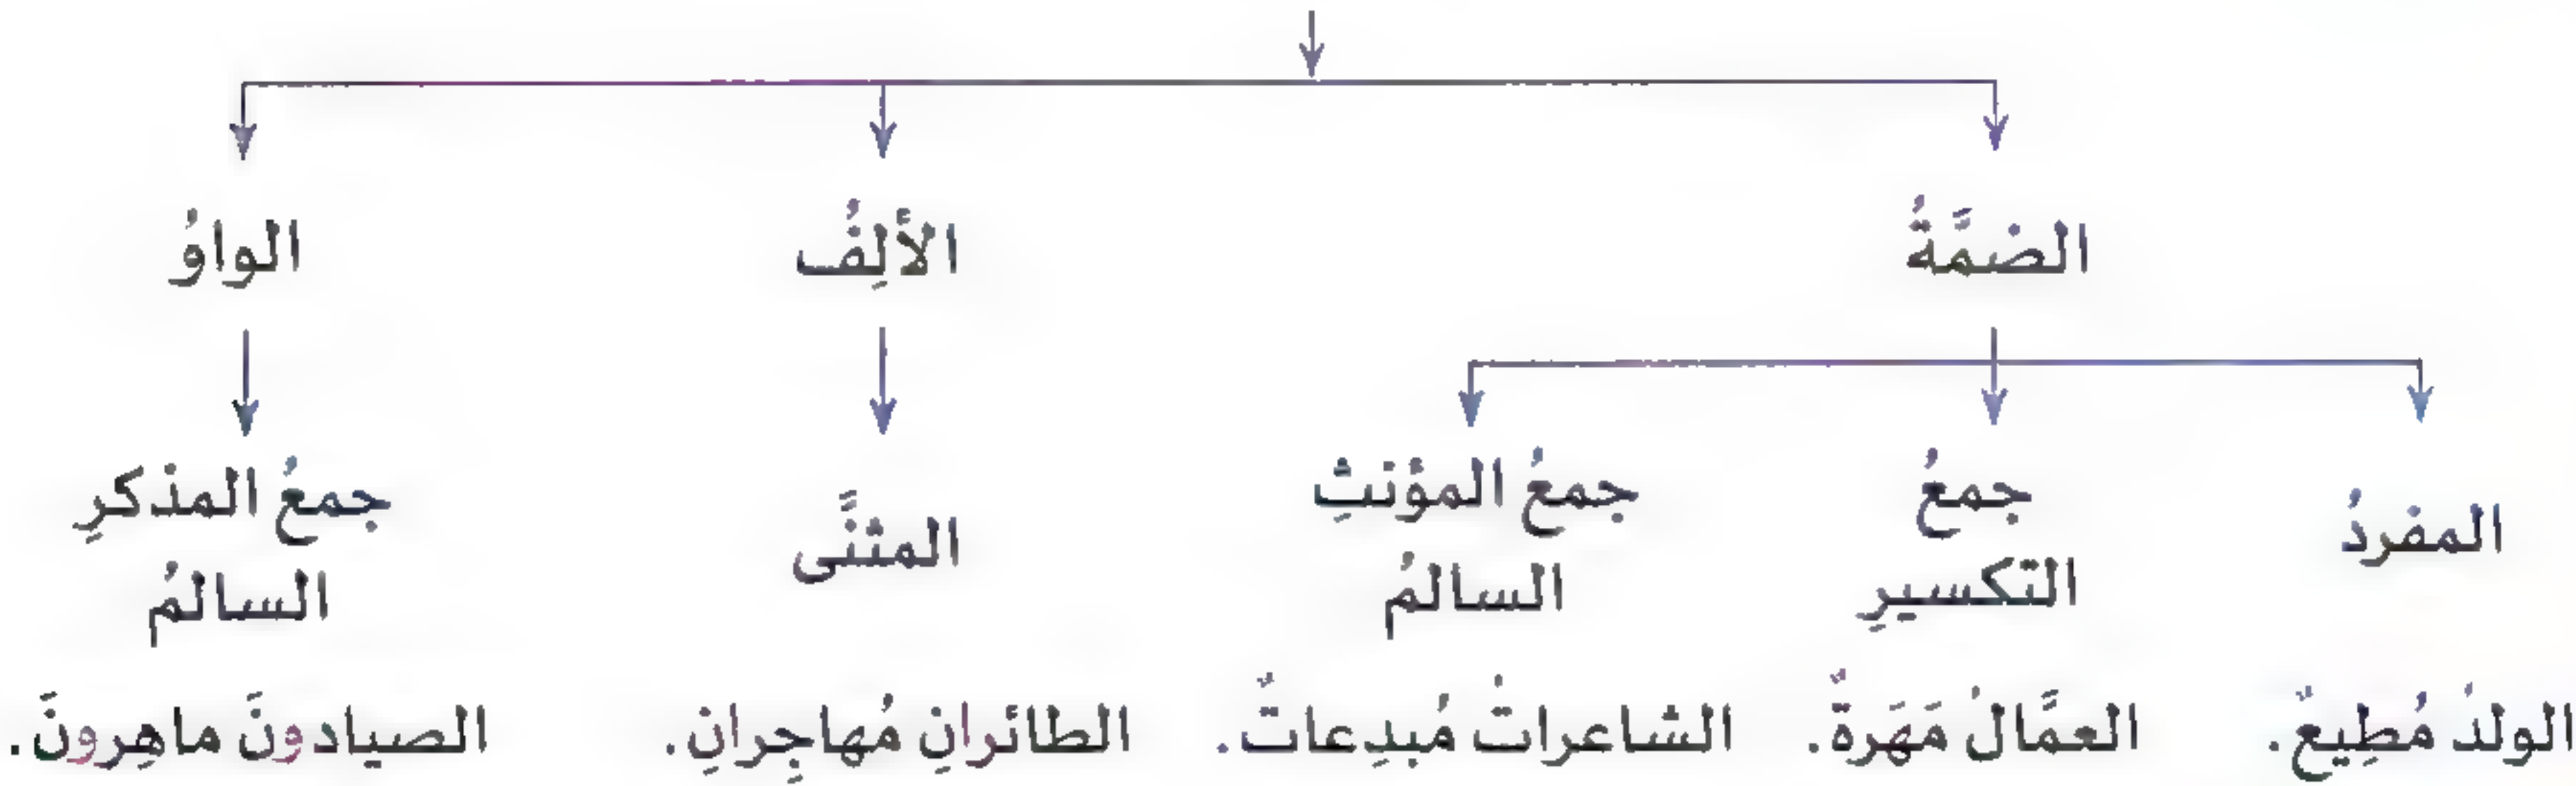 الضمَّةُ الألِفُ الواوُ
المفردُ جمعُ التكسيرِ جمعُ المؤنثِ السالمُ المثنَّى جمعُ المذكرِ السالمُ
الولدُ مُطِيعٌ. العمَّالُ مَهَرةٌ. الشاعراتُ مُبدِعاتٌ. الطائرانِ مُهاجِرانِ. الصيادونَ ماهِرونَ.